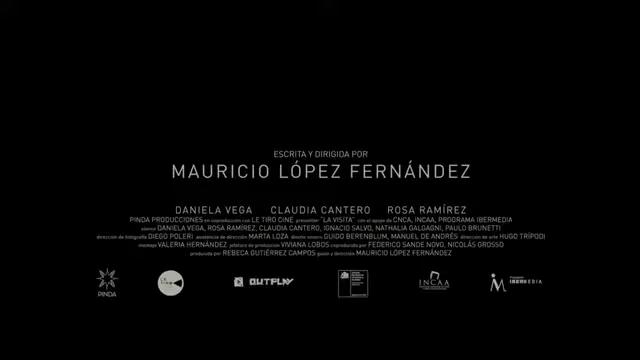 ESCRITA Y DIRIGIDA POR
MAURICIO LÓPEZ FERNÁNDEZ
DANIELA VEGA CLAUDIA CANTERO ROSA RAMÍREZ
PINDA PRODUCCIONES en coproducción con LE TIRO CINE presentan "LA VISITA" con el apoyo de CNCA, INCAA, PROGRAMA IBERMEDIA
elenco DANIELA VEGA, ROSA RAMÍREZ, CLAUDIA CANTERO, IGNACIO SALVO, NATHALIA GALGAGNI, PAULO BRUNETTI
dirección de fotografía DIEGO POLERI asistencia de dirección MARTA LOZA diseño sonoro GUIDO BERENBLUM, MANUEL DE ANDRÉS dirección de arte HUGO TRÍPODI
montaje VALERIA HERNÁNDEZ jefatura de producción VIVIANA LOBOS coproducida por FEDERICO SANDE NOVO, NICOLÁS GROSSO
producida por REBECA GUTIÉRREZ CAMPOS guión y dirección MAURICIO LÓPEZ FERNÁNDEZ
PINDA OUTPLAY INCAA IBERMEDIA